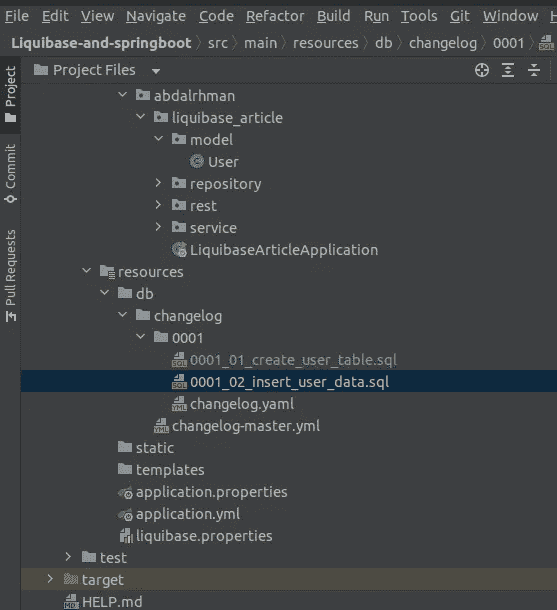 File Edit View Navigate Code Refactor Build Run Tools Git Window
Liquibase-and-springboot src main resources db changelog 0001
Project
Commit
Pull Requests
Project Files
abdalrhman
liquibase_article
model
User
repository
rest
service
LiquibaseArticleApplication
resources
db
changelog
0001
0001_01_create_user_table.sql
0001_02_insert_user_data.sql
changelog.yaml
changelog-master.yml
static
templates
application.properties
application.yml
liquibase.properties
test
target
HELP.md